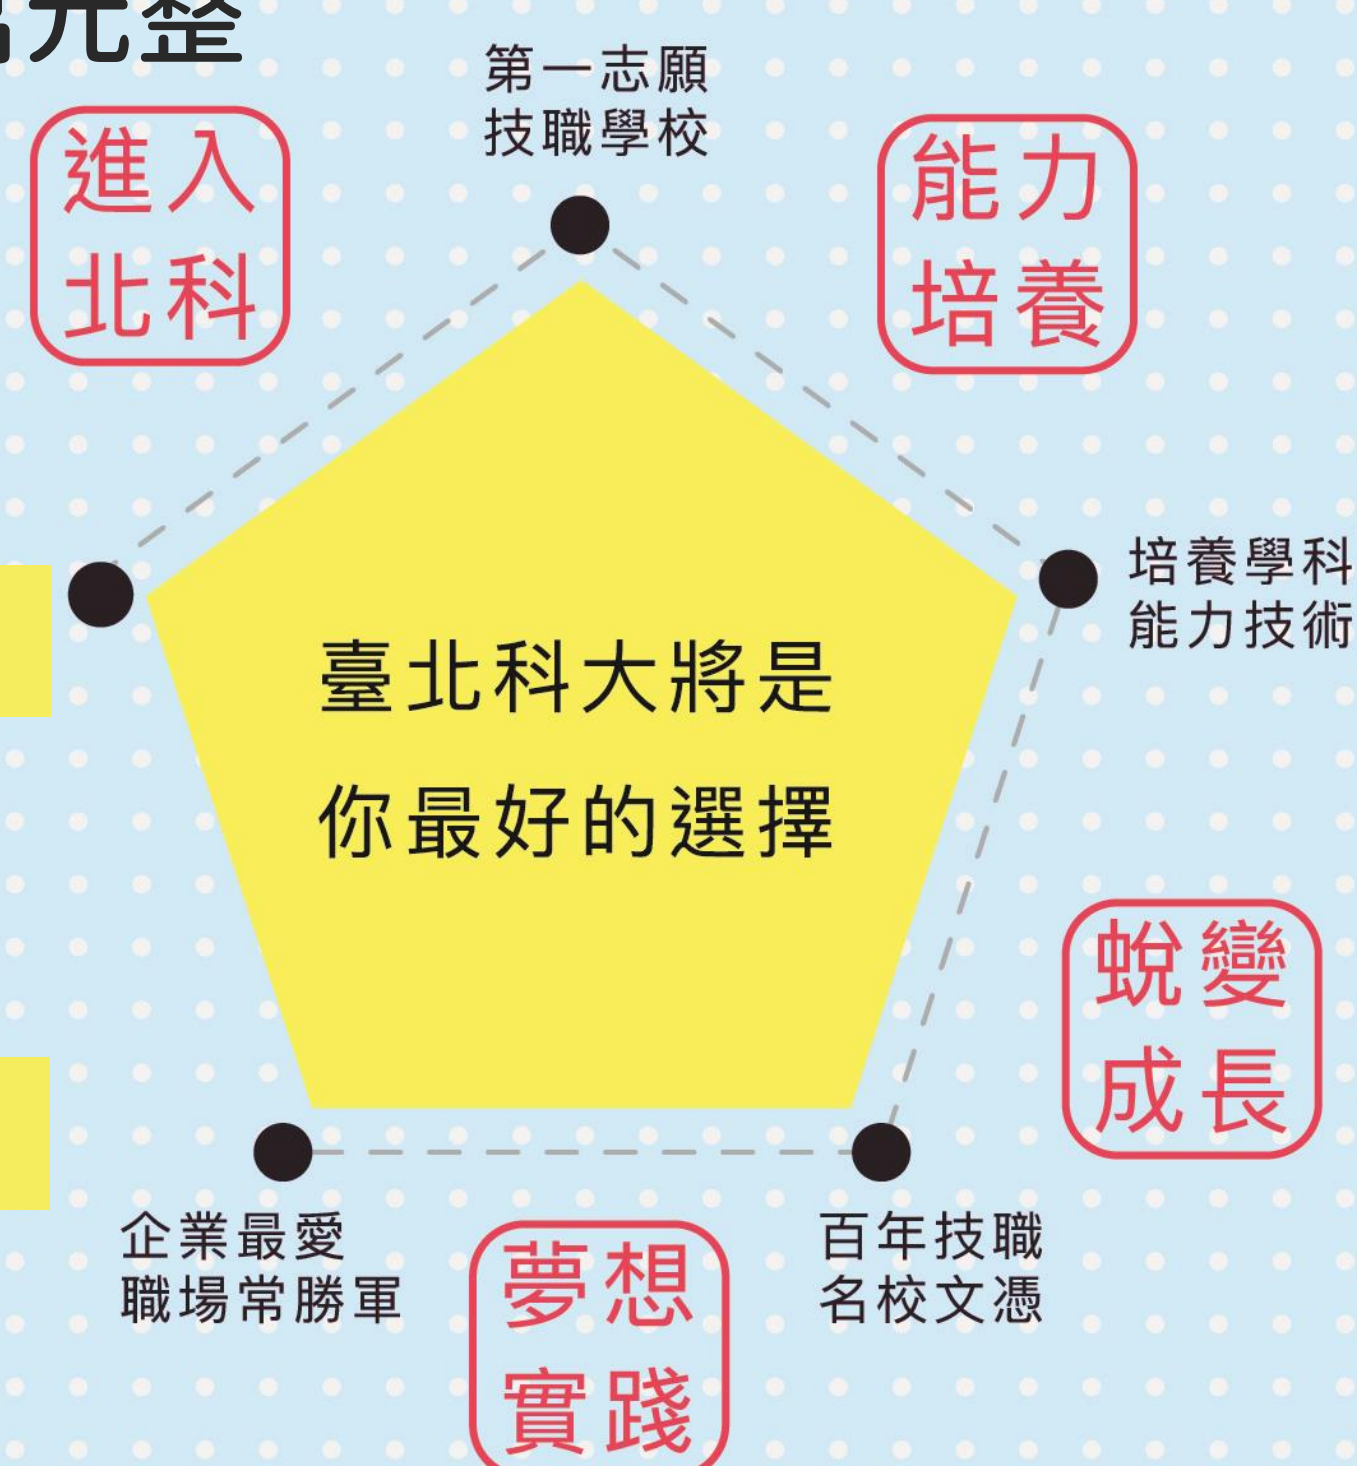 完整
第一志願
技職學校
進入
北科
能力
培養
培養學科
能力技術
臺北科大將是
你最好的選擇
蛻變
成長
企業最愛
職場常勝軍
夢想
實踐
百年技職
名校文憑